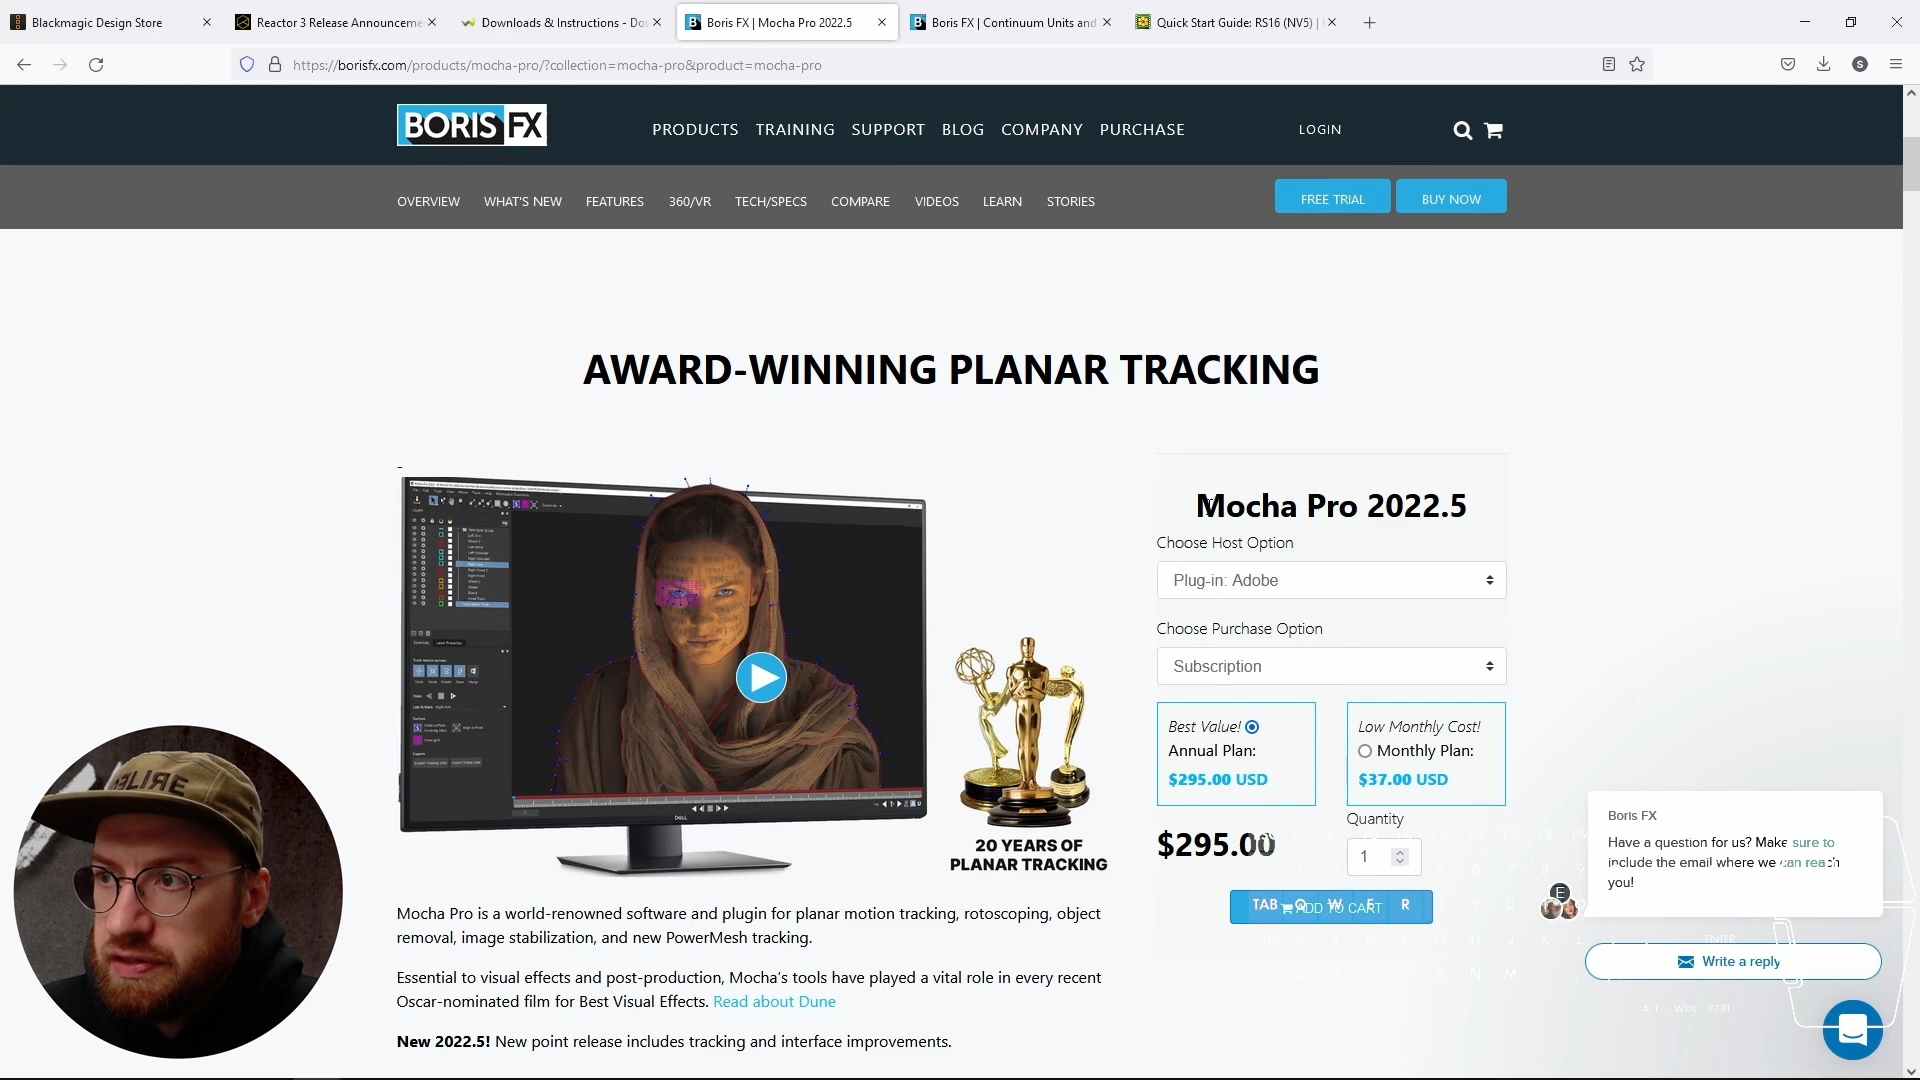 Blackmagic Design Store
Reactor 3 Release Announceme
Downloads & Instructions - Do
Boris FX | Mocha Pro 2022.5
Boris FX | Continuum Units and
Quick Start Guide: RS16 (NV5) |
https://borisfx.com/products/mocha-pro/?collection=mocha-pro&product=mocha-pro
S
BORIS FX
PRODUCTS TRAINING SUPPORT BLOG COMPANY PURCHASE
LOGIN
OVERVIEW WHAT'S NEW FEATURES 360/VR TECH/SPECS COMPARE VIDEOS LEARN STORIES
FREE TRIAL
BUY NOW
AWARD-WINNING PLANAR TRACKING
-
DELL
20 YEARS OF
PLANAR TRACKING
Mocha Pro 2022.5
Choose Host Option
Plug-in: Adobe
Choose Purchase Option
Subscription
Best Value!
Annual Plan:
$295.00 USD
Low Monthly Cost!
Monthly Plan:
$37.00 USD
$295.00
Quantity
1
ADD TO CART
TAB Q W E R
Mocha Pro is a world-renowned software and plugin for planar motion tracking, rotoscoping, object
removal, image stabilization, and new PowerMesh tracking.
Essential to visual effects and post-production, Mocha's tools have played a vital role in every recent
Oscar-nominated film for Best Visual Effects. Read about Dune
New 2022.5! New point release includes tracking and interface improvements.
Boris FX
Have a question for us? Make sure to
include the email where we can reach
you!
E
Write a reply
ENTER
ALT WIN CTRL